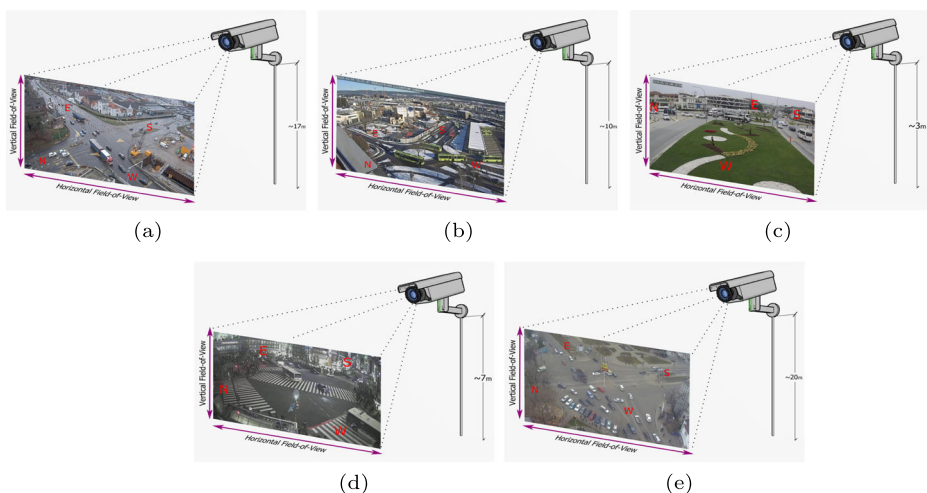 Vertical Field-of-View
Horizontal Field-of-View
E
S
N
W
~17m
(a)
Vertical Field-of-View
Horizontal Field-of-View
N
~10m
(b)
Vertical Field-of-View
Horizontal Field-of-View
N
E
S
W
~3m
(c)
Vertical Field-of-View
Horizontal Field-of-View
E
S
N
W
~7m
(d)
Vertical Field-of-View
Horizontal Field-of-View
E
S
N
W
~20m
(e)